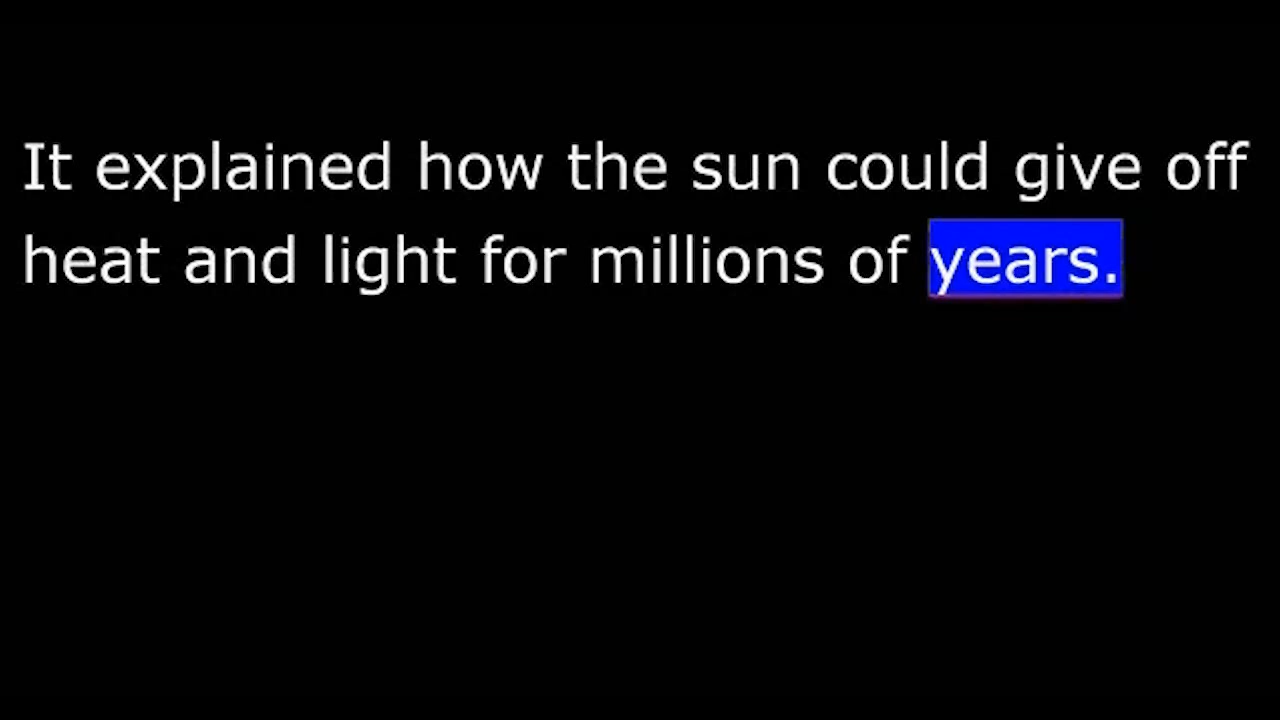 It explained how the sun could give off
heat and light for millions of years.